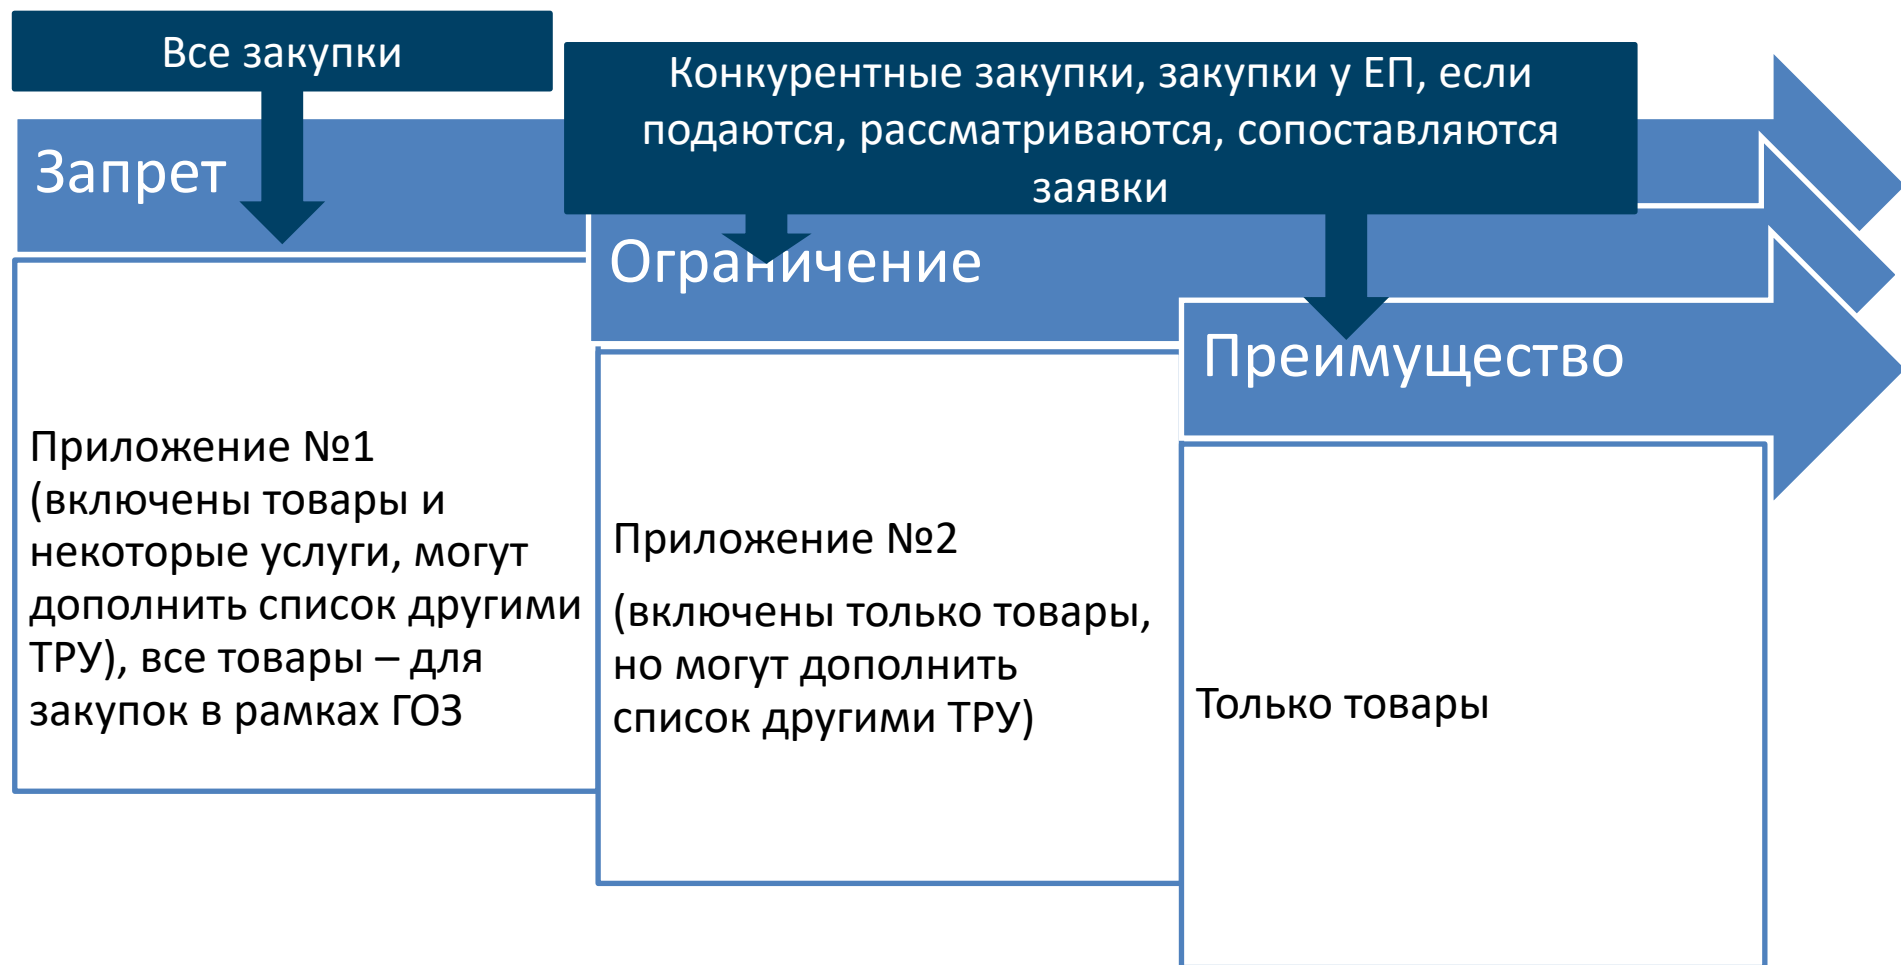 Все закупки
Конкурентные закупки, закупки у ЕП, если
подаются, рассматриваются, сопоставляются
заявки
Запрет
Приложение №1
(включены товары и
некоторые услуги, могут
дополнить список другими
ТРУ), все товары – для
закупок в рамках ГОЗ
Ограничение
Приложение №2
(включены только товары,
но могут дополнить
список другими ТРУ)
Преимущество
Только товары